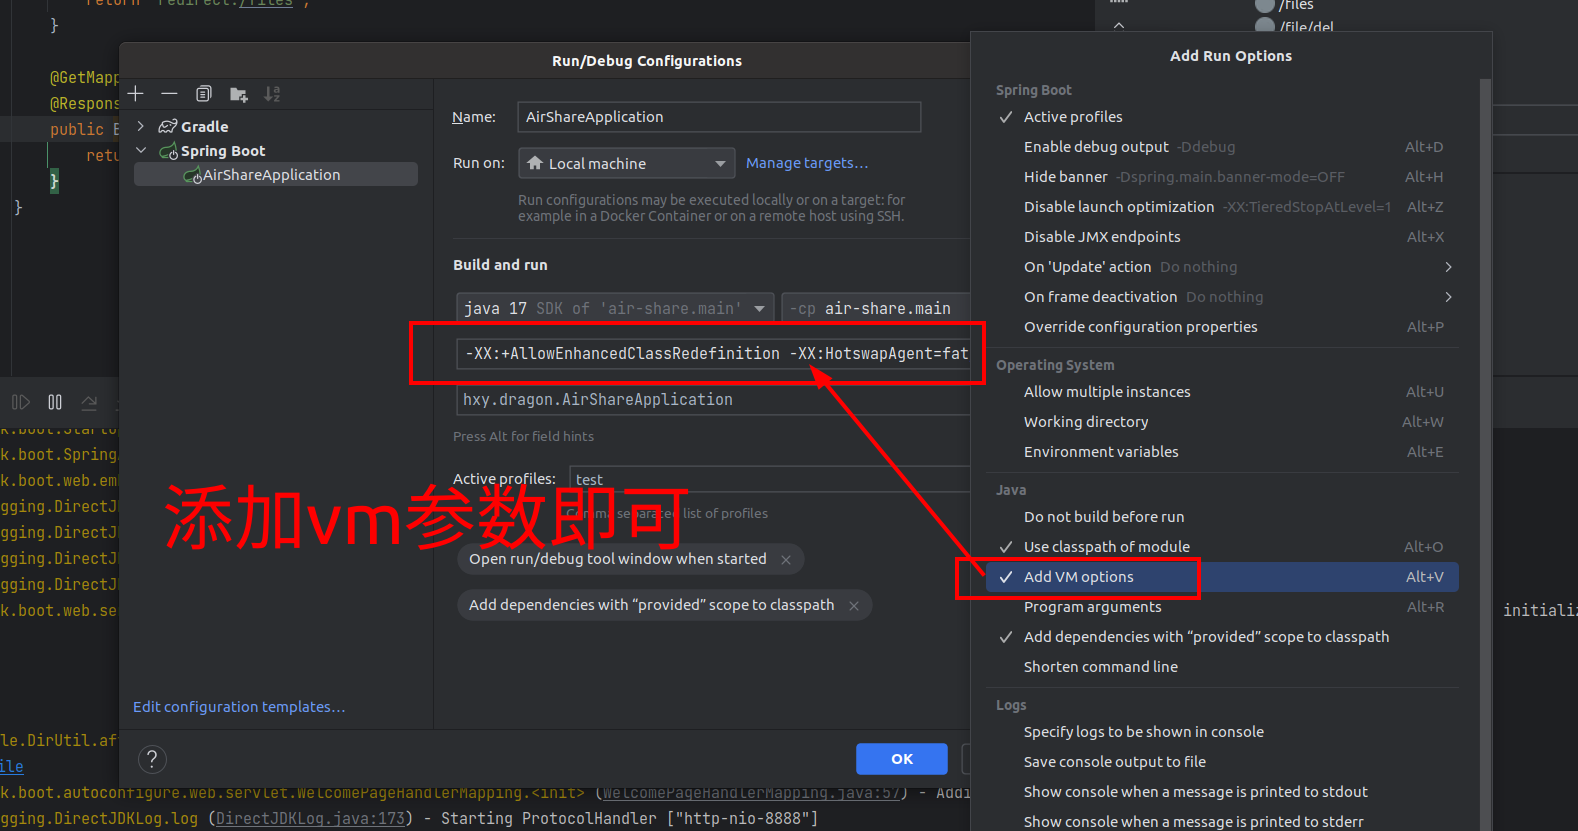 return "redirect:/files";
}
@GetMapp
@Respons
public
retu
}
}
/files
/file/del
Run/Debug Configurations
Gradle
Spring Boot
AirShareApplication
Edit configuration templates...
?
Name: AirShareApplication
Run on: Local machine Manage targets...
Run configurations may be executed locally or on a target: for
example in a Docker Container or on a remote host using SSH.
Build and run
java 17 SDK of 'air-share.main' -cp air-share.main
-XX:+AllowEnhancedClassRedefinition -XX:HotswapAgent=fat
hxy.dragon.AirShareApplication
Press Alt for field hints
Active profiles: test
Comma separated list of profiles
添加vm参数即可
Open run/debug tool window when started ×
Add dependencies with “provided” scope to classpath ×
OK
Add Run Options
Spring Boot
✓ Active profiles
Enable debug output -Ddebug Alt+D
Hide banner -Dspring.main.banner-mode=OFF Alt+H
Disable launch optimization -XX:TieredStopAtLevel=1 Alt+Z
Disable JMX endpoints Alt+X
On 'Update' action Do nothing >
On frame deactivation Do nothing >
Override configuration properties Alt+P
Operating System
Allow multiple instances Alt+U
Working directory Alt+W
Environment variables Alt+E
Java
Do not build before run
✓ Use classpath of module Alt+O
✓ Add VM options Alt+V
Program arguments Alt+R
✓ Add dependencies with “provided” scope to classpath
Shorten command line
Logs
Specify logs to be shown in console
Save console output to file
Show console when a message is printed to stdout
Show console when a message is printed to stderr
k.boot.Startup
k.boot.SpringA
k.boot.web.emb
gging.DirectJD
gging.DirectJD
gging.DirectJD
gging.DirectJD
k.boot.web.ser
initializ
le.DirUtil.af
ile
k.boot.autoconfigure.web.servlet.WelcomePageHandlerMapping.<init> (WelcomePageHandlerMapping.java:57) - Addi
gging.DirectJDKLog.log (DirectJDKLog.java:173) - Starting ProtocolHandler ["http-nio-8888"]